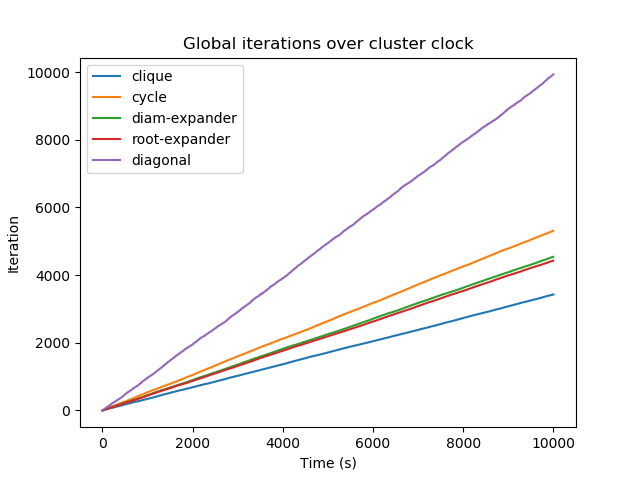 Global iterations over cluster clock
10000
8000
6000
4000
2000
0
Iteration
clique
cycle
diam-expander
root-expander
diagonal
0 2000 4000 6000 8000 10000
Time (s)